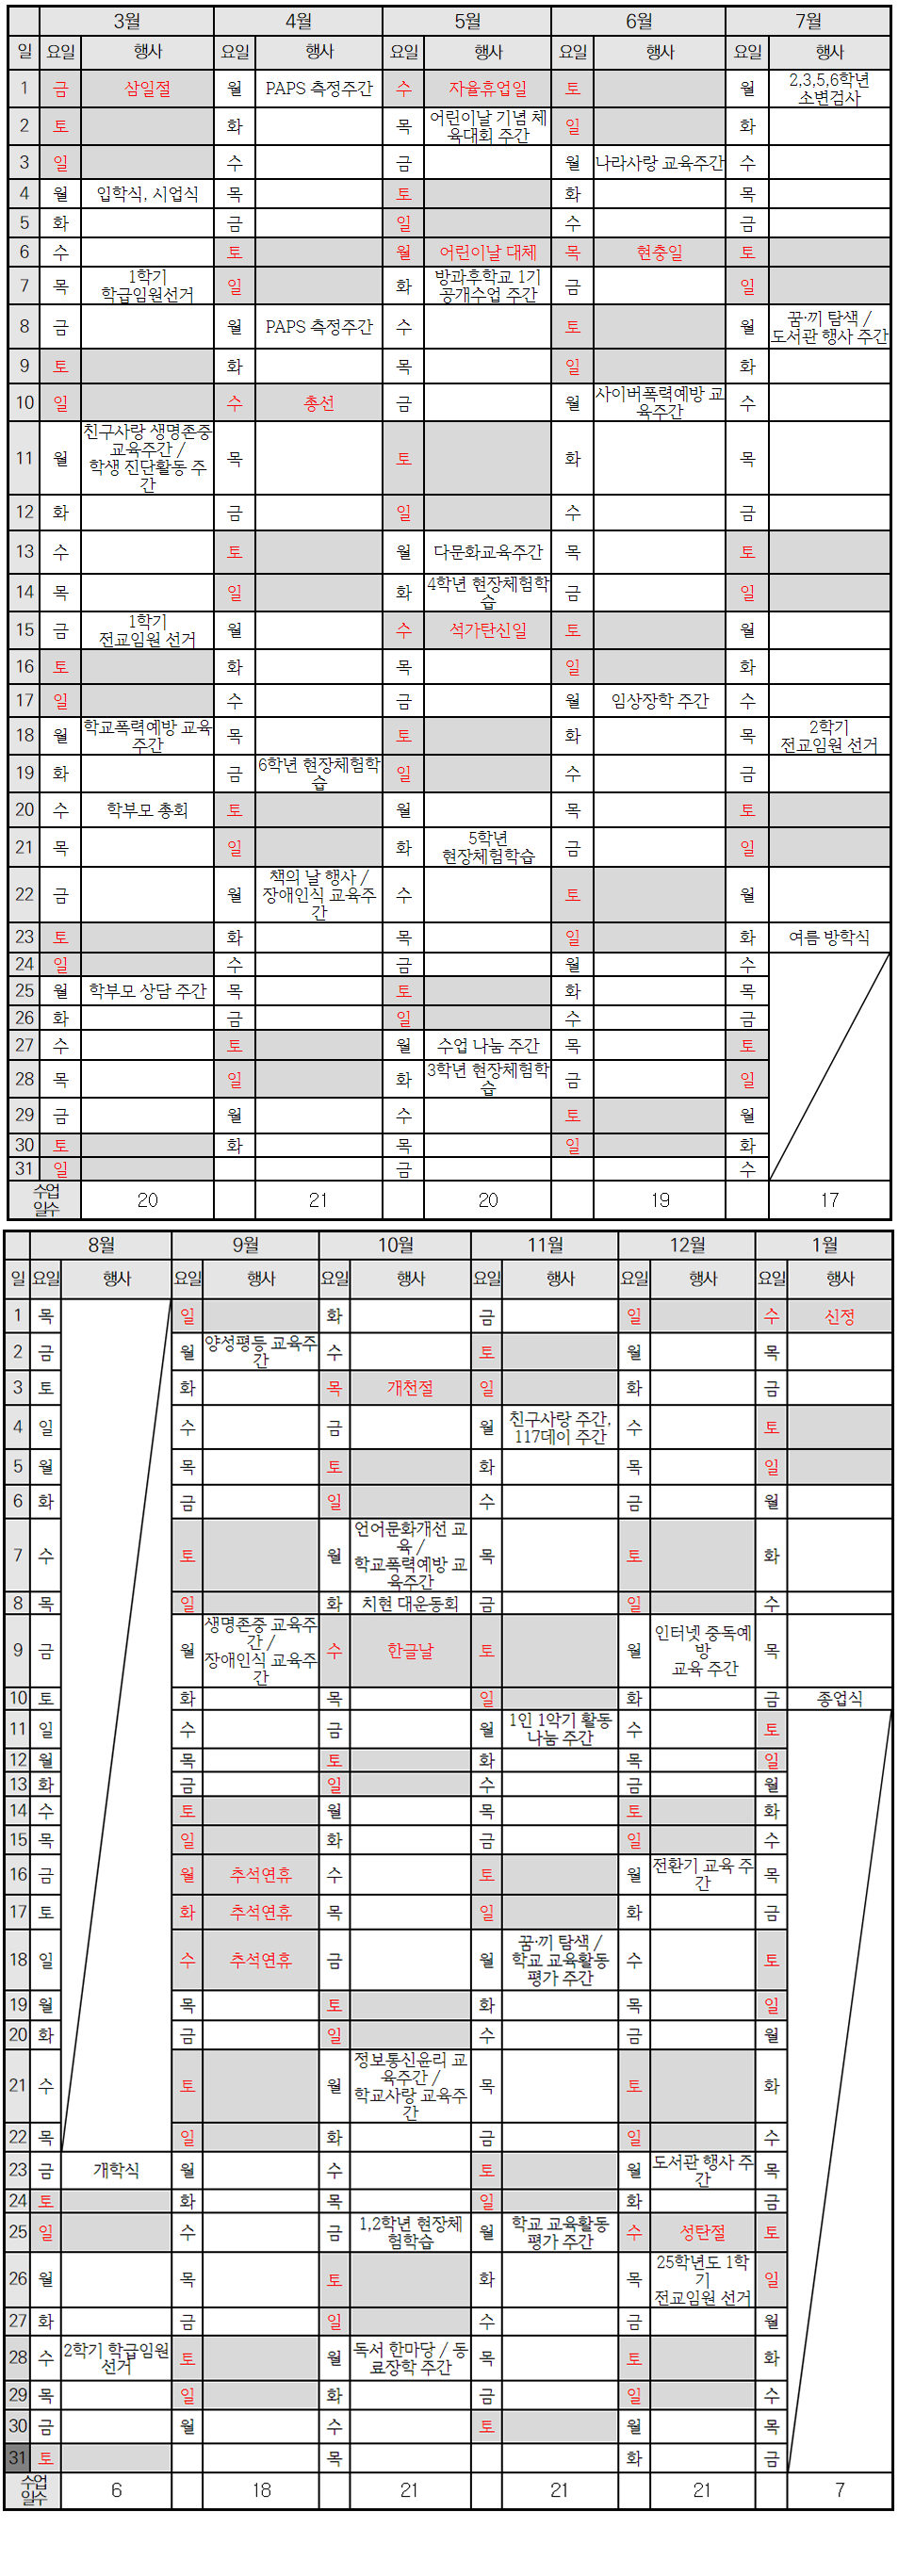 3월 4월 5월 6월 7월
일 요일 행사 요일 행사 요일 행사 요일 행사 요일 행사
1 금 삼일절 월 PAPS 측정주간 수 자율휴업일 토 월 2,3,5,6학년
소변검사
2 토 화 목 어린이날 기념 체
육대회 주간 일 화
3 일 수 금 월 나라사랑 교육주간 수
4 월 입학식, 시업식 목 토 화 목
5 화 금 일 수 금
6 수 토 월 어린이날 대체 목 현충일 토
7 목 1학기
학급임원선거 일 화 방과후학교 1기
공개수업 주간 금 일
8 금 월 PAPS 측정주간 수 토 월 꿈·끼 탐색 /
도서관 행사 주간
9 토 화 목 일 화
10 일 수 총선 금 월 사이버폭력예방 교
육주간 수
11 월 친구사랑 생명존중
교육주간 /
학생 진단활동 주
간 목 토 화 목
12 화 금 일 수 금
13 수 토 월 다문화교육주간 목 토
14 목 일 화 4학년 현장체험학
습 금 일
15 금 1학기
전교임원 선거 월 수 석가탄신일 토 월
16 토 화 목 일 화
17 일 수 금 월 임상장학 주간 수
18 월 학교폭력예방 교육
주간 목 토 화 목 2학기
전교임원 선거
19 화 금 6학년 현장체험학
습 일 수 금
20 수 학부모 총회 토 월 목 토
21 목 일 화 5학년
현장체험학습 금 일
22 금 월 책의 날 행사 /
장애인식 교육주
간 수 토 월
23 토 화 목 일 화 여름 방학식
24 일 수 금 월 수
25 월 학부모 상담 주간 목 토 화 목
26 화 금 일 수 금
27 수 토 월 수업 나눔 주간 목 토
28 목 일 화 3학년 현장체험학
습 금 일
29 금 월 수 토 월
30 토 화 목 일 화
31 일 금 수
수업
일수 20 21 20 19 17
8월 9월 10월 11월 12월 1월
일 요일 행사 요일 행사 요일 행사 요일 행사 요일 행사 요일 행사
1 목 일 화 금 일 수 신정
2 금 월 양성평등 교육주
간 수 토 월 목
3 토 화 목 개천절 일 화 금
4 일 수 금 월 친구사랑 주간,
117데이 주간 수 토
5 월 목 토 화 목 일
6 화 금 일 수 금 월
7 수 토 월 언어문화개선 교
육 /
학교폭력예방 교
육주간 목 토 화
8 목 일 화 치현 대운동회 금 일 수
9 금 월 생명존중 교육주
간 /
장애인식 교육주
간 수 한글날 토 월 인터넷 중독예
방
교육 주간 목
10 토 화 목 일 화 금 종업식
11 일 수 금 월 1인 1악기 활동
나눔 주간 수 토
12 월 목 토 화 목 일
13 화 금 일 수 금 월
14 수 토 월 목 토 화
15 목 일 화 금 일 수
16 금 월 추석연휴 수 토 월 전환기 교육 주
간 목
17 토 화 추석연휴 목 일 화 금
18 일 수 추석연휴 금 월 꿈·끼 탐색 /
학교 교육활동
평가 주간 수 토
19 월 목 토 화 목 일
20 화 금 일 수 금 월
21 수 토 월 정보통신윤리 교
육주간 /
학교사랑 교육주
간 목 토 화
22 목 일 화 금 일 수
23 금 개학식 월 수 토 월 도서관 행사 주
간 목
24 토 화 목 일 화 금
25 일 수 금 1,2학년 현장체
험학습 월 학교 교육활동
평가 주간 수 성탄절 토
26 월 목 토 화 목 25학년도 1학
기
전교임원 선거 일
27 화 금 일 수 금 월
28 수 2학기 학급임원
선거 토 월 독서 한마당 / 동
료장학 주간 목 토 화
29 목 일 화 금 일 수
30 금 월 수 토 월 목
31 토 목 화 금
수업
일수 6 18 21 21 21 7